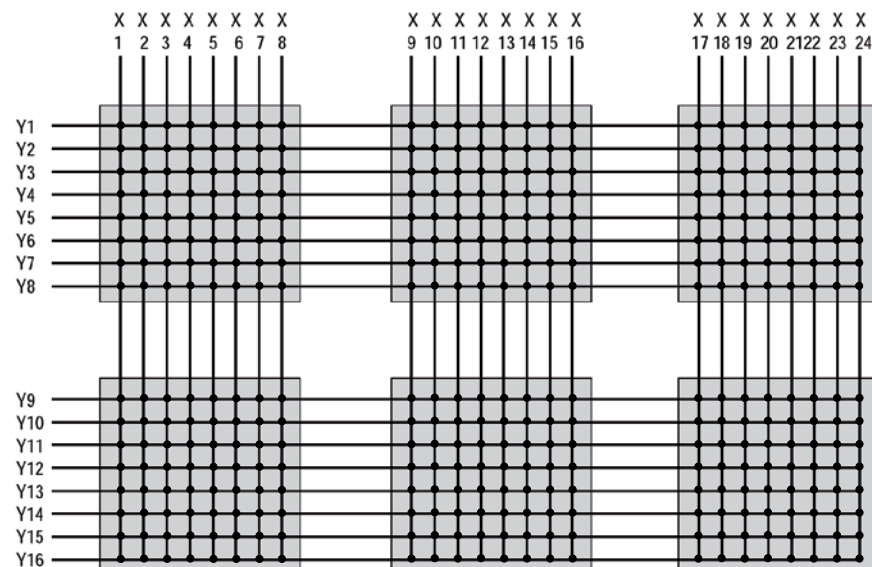 X X X X X X X X X X X X X X X X X X X X X X X X
1 2 3 4 5 6 7 8 9 10 11 12 13 14 15 16 17 18 19 20 21 22 23 24
Y1
Y2
Y3
Y4
Y5
Y6
Y7
Y8
Y9
Y10
Y11
Y12
Y13
Y14
Y15
Y16